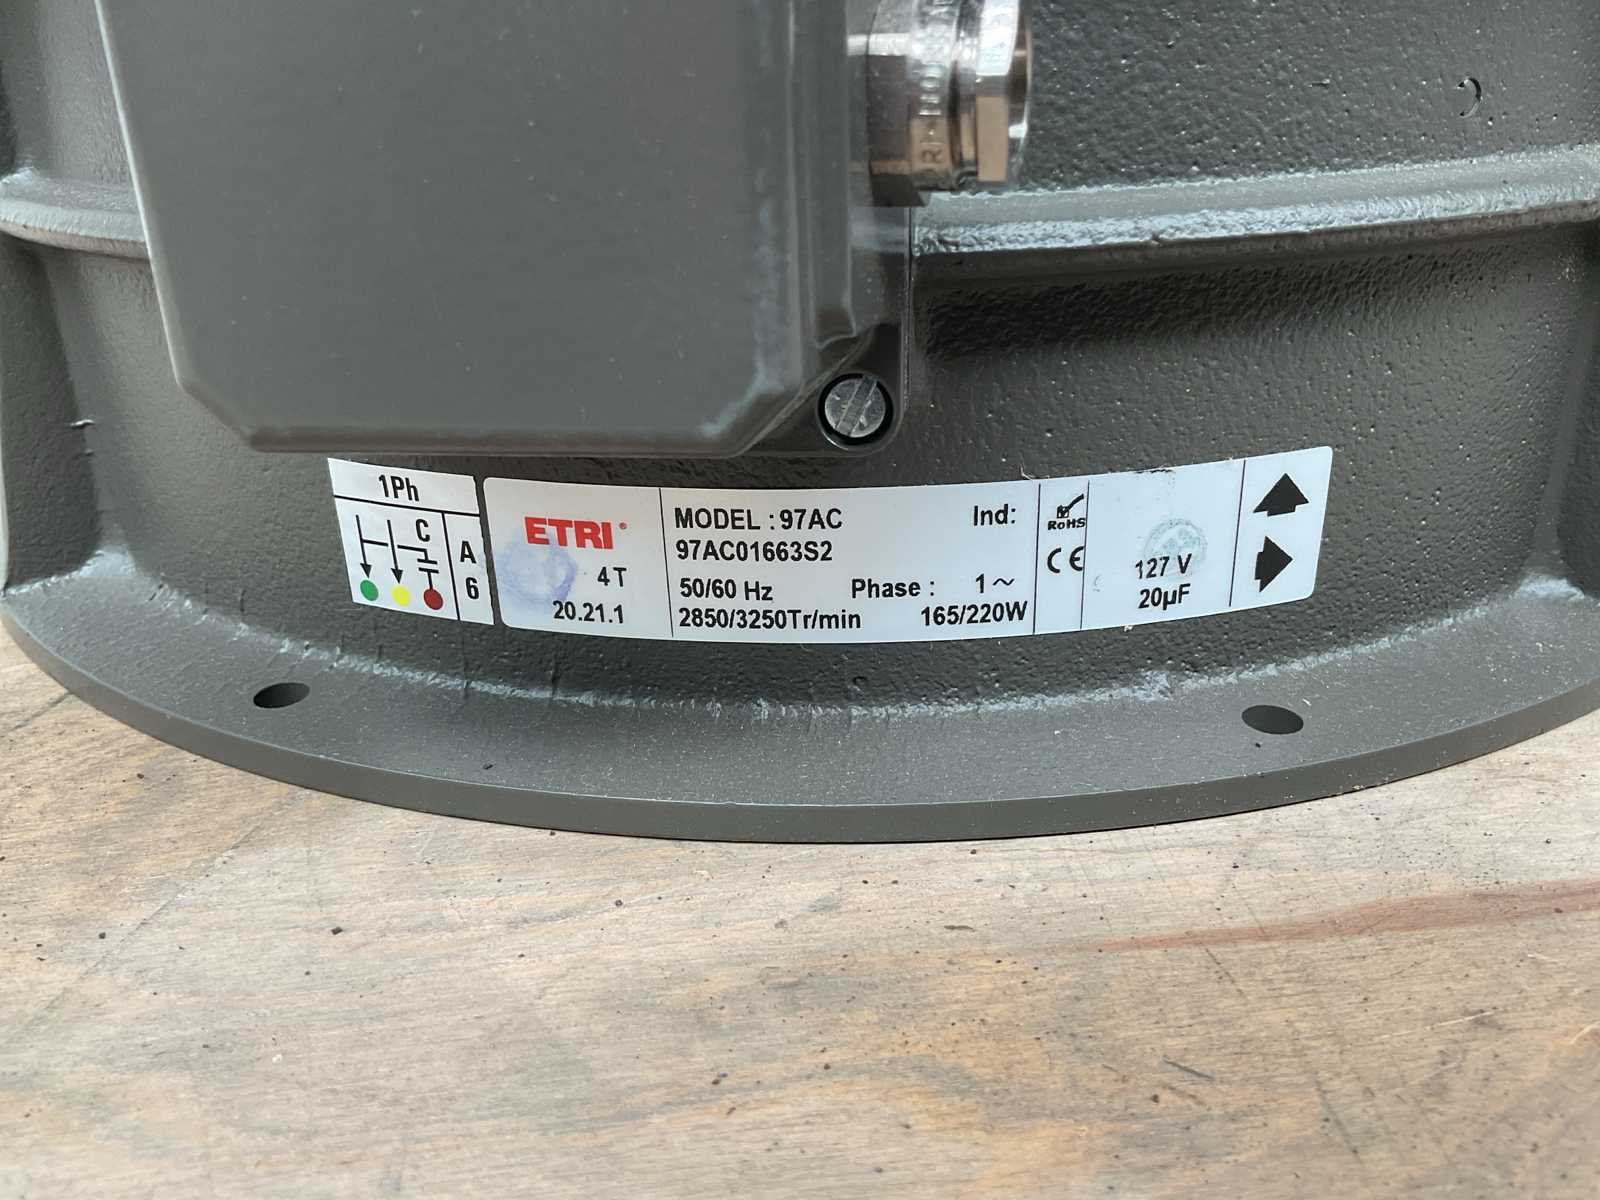 1Ph
C
A
6
ETRI
4T
20.21.1
MODEL : 97AC
Ind:
97AC01663S2
50/60 Hz
Phase : 1~
2850/3250Tr/min
165/220W
RoHS
CE
127 V
20µF